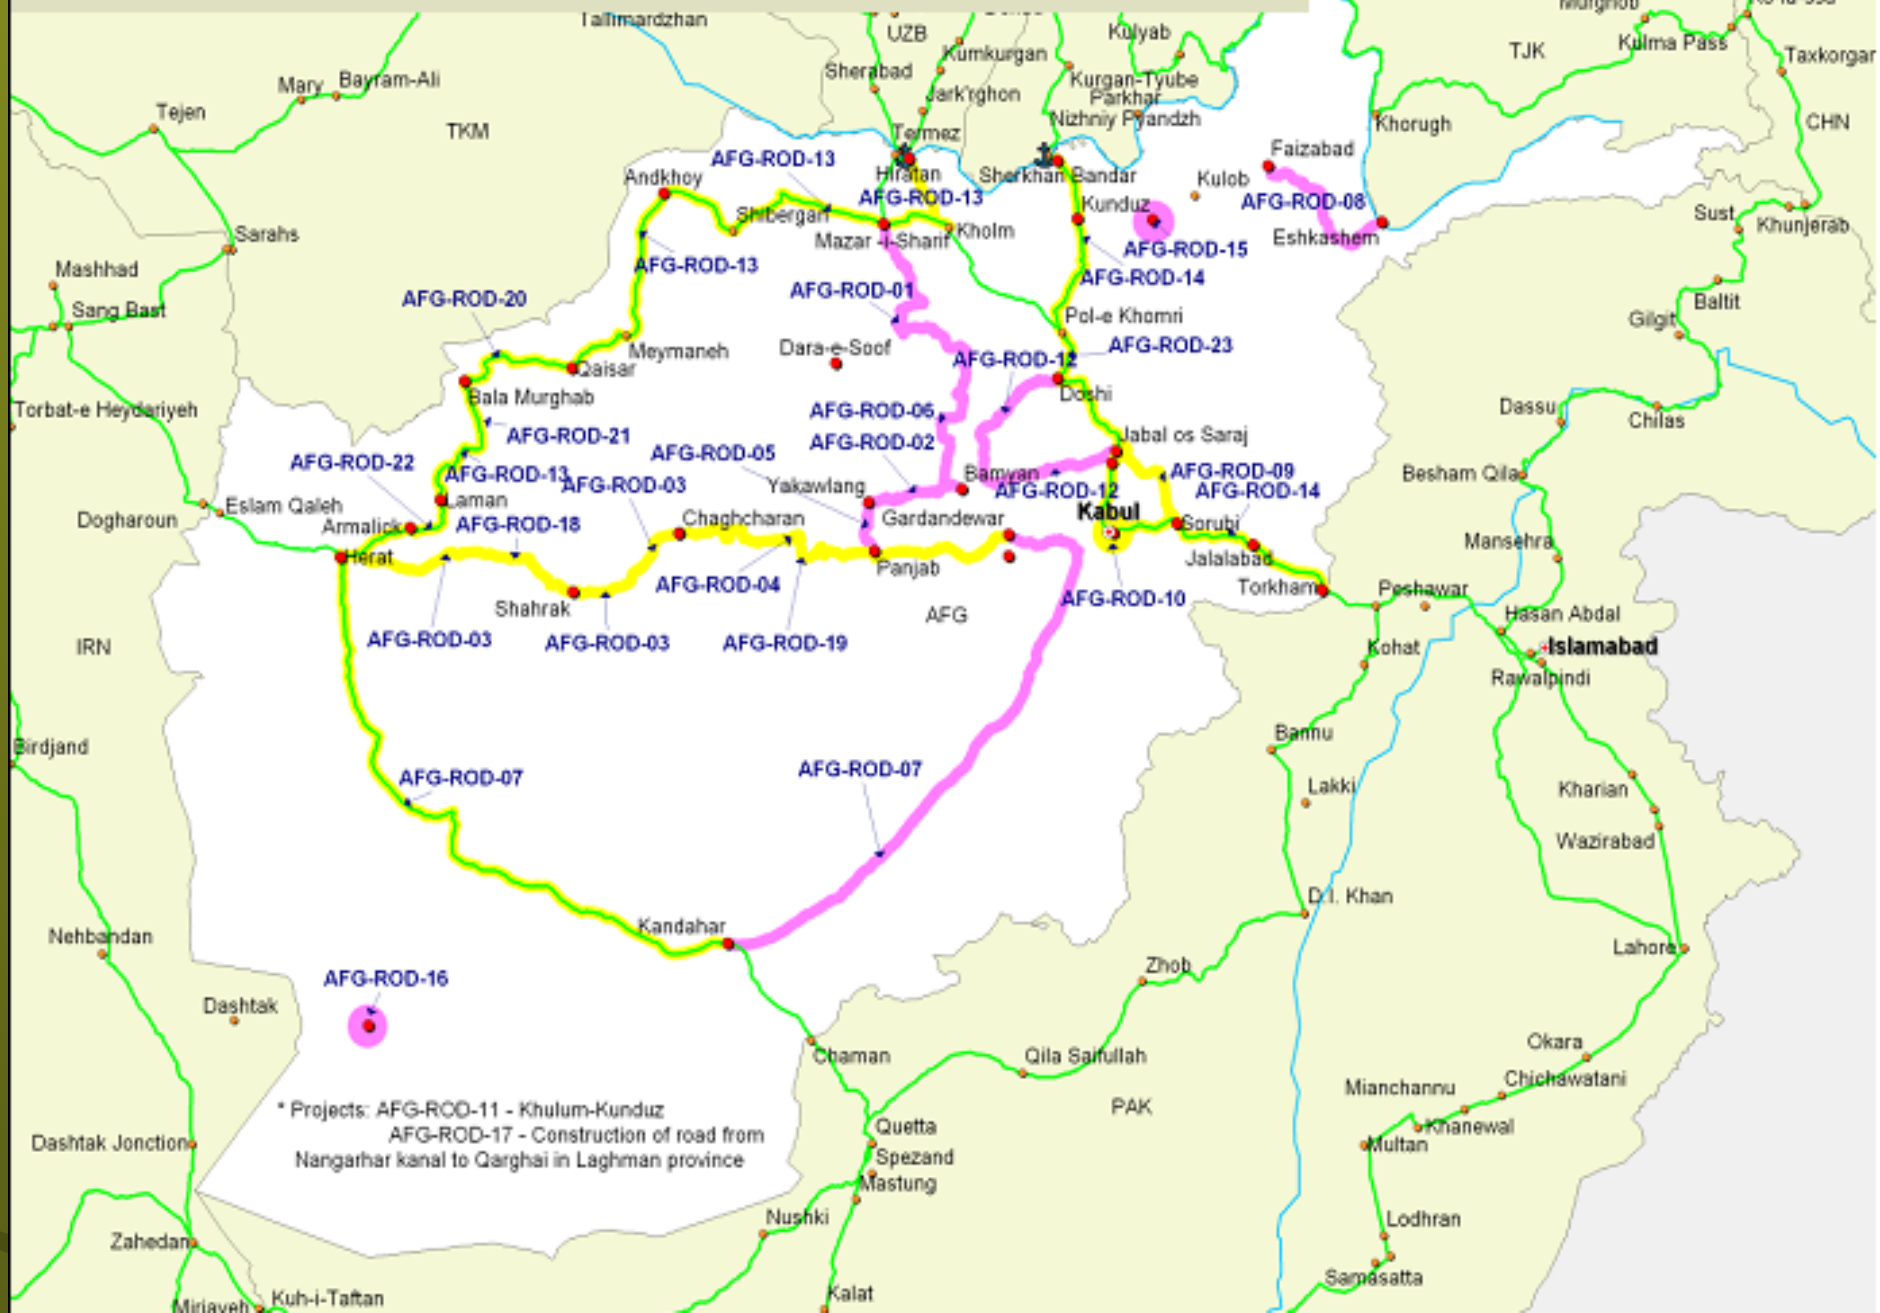 Tallimardzhan
UZB
Kulyab
Kulma Pass
TJK
Taxkorgan
Kumkurgan
Sherabad
Kurgan-Tyube
Mary
Bayram-Ali
Jark'rghon
Parkhar
Tejen
TKM
Termez
Nizhniy Pyandzh
Khorugh
CHN
AFG-ROD-13
Faizabad
Andkhoy
Hiratan
Sherkhan Bandar
Kulob
AFG-ROD-13
AFG-ROD-08
Shibergan
Kunduz
Sust
Khunjerab
Sarahs
Mazar -i-Sharif
Kholm
Eshkashem
AFG-ROD-15
Mashhad
AFG-ROD-13
AFG-ROD-14
AFG-ROD-20
AFG-ROD-01
Baltit
Sang Bast
Pol-e Khomri
Gilgit
Meymaneh
Dara-e-Soof
AFG-ROD-23
AFG-ROD-12
Qaisar
Bala Murghab
Doshi
Torbat-e Heydariyeh
AFG-ROD-06
Dassu
Chilas
AFG-ROD-21
AFG-ROD-02
Jabal os Saraj
AFG-ROD-22
AFG-ROD-05
AFG-ROD-13
AFG-ROD-03
Yakawlang
Bamyan
AFG-ROD-09
Besham Qila
AFG-ROD-12
AFG-ROD-14
Eslam Qaleh
Laman
Dogharoun
Armalick
AFG-ROD-18
Chaghcharan
Gardandewar
Kabul
Sorubi
Mansehra
Herat
Panjab
Jalalabad
AFG-ROD-04
Torkham
Peshawar
Shahrak
AFG-ROD-10
AFG
Hasan Abdal
AFG-ROD-03
AFG-ROD-03
AFG-ROD-19
IRN
Kohat
Islamabad
Rawalpindi
Birdjand
Bannu
AFG-ROD-07
AFG-ROD-07
Lakki
Kharian
Wazirabad
D.I. Khan
Kandahar
Nehbandan
Lahore
Zhob
AFG-ROD-16
Dashtak
Okara
Chaman
Qila Saifullah
Chichawatani
Mianchannu
* Projects: AFG-ROD-11 - Khulum-Kunduz
PAK
AFG-ROD-17 - Construction of road from
Quetta
Khanewal
Dashtak Jonction
Multan
Nangarhar kanal to Qarghai in Laghman province
Spezand
Mastung
Nushki
Lodhran
Zahedan
Samasatta
Kalat
Kuh-i-Taftan
Mirjaveh